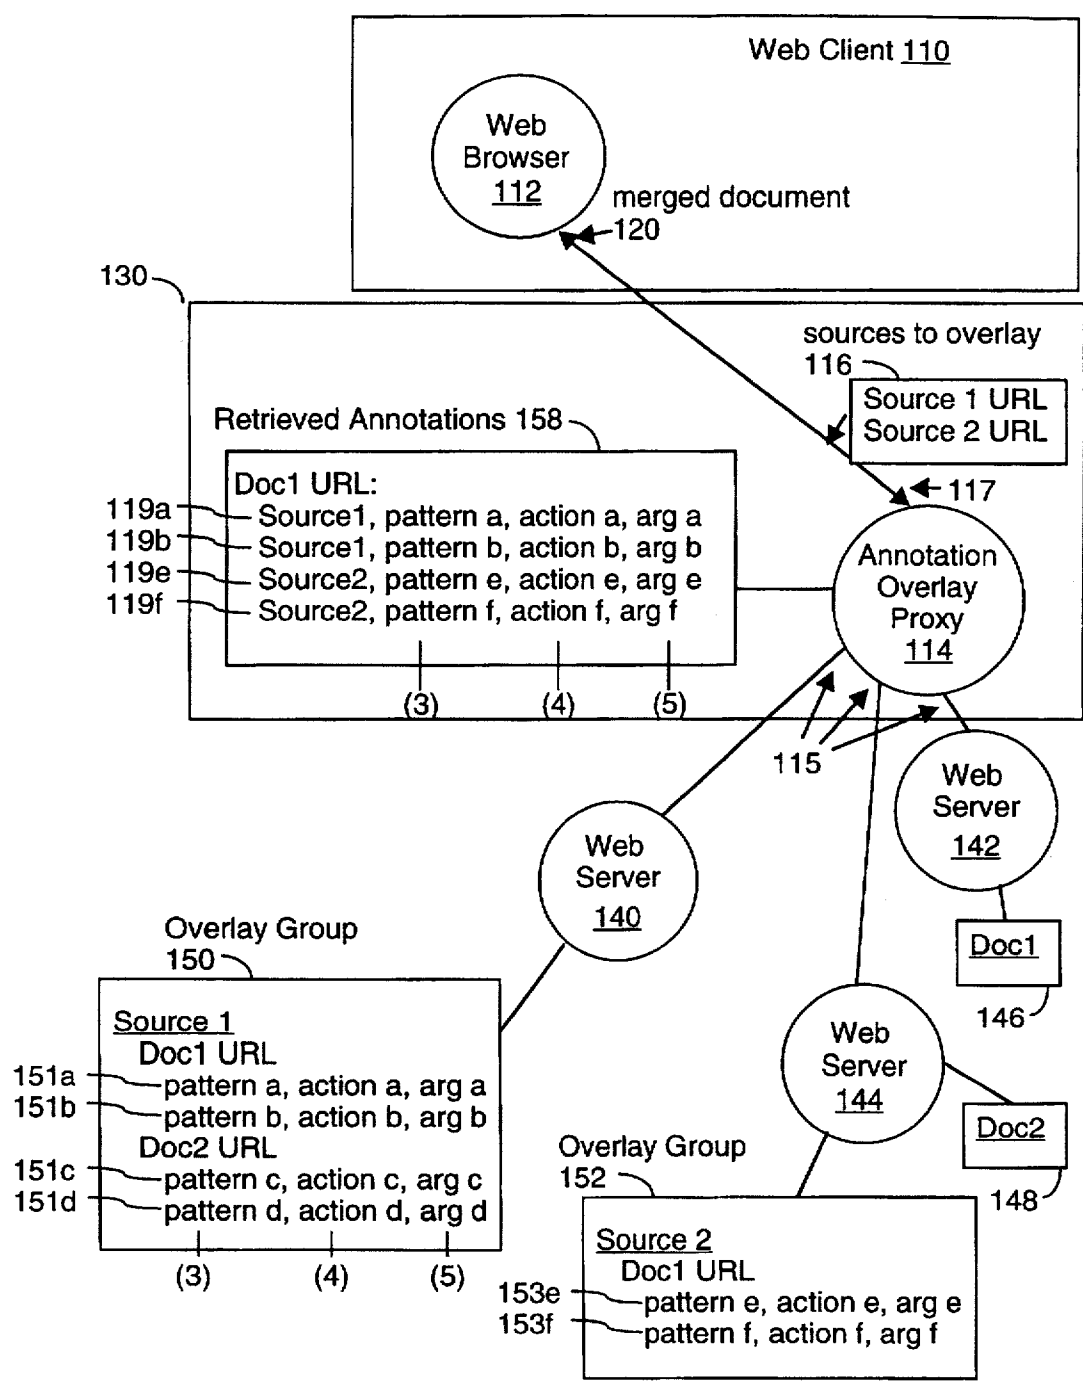 Web Client 110
Web
Browser
112
merged document
120
130
sources to overlay
116
Source 1 URL
Source 2 URL
117
Retrieved Annotations 158
Doc1 URL:
119a Source1, pattern a, action a, arg a
119b Source1, pattern b, action b, arg b
119e Source2, pattern e, action e, arg e
119f Source2, pattern f, action f, arg f
(3) (4) (5)
Annotation
Overlay
Proxy
114
115
Web
Server
142
Web
Server
140
Doc1
146
Overlay Group
150
Source 1
Doc1 URL
151a pattern a, action a, arg a
151b pattern b, action b, arg b
Doc2 URL
151c pattern c, action c, arg c
151d pattern d, action d, arg d
(3) (4) (5)
Web
Server
144
Doc2
148
Overlay Group
152
Source 2
Doc1 URL
153e pattern e, action e, arg e
153f pattern f, action f, arg f